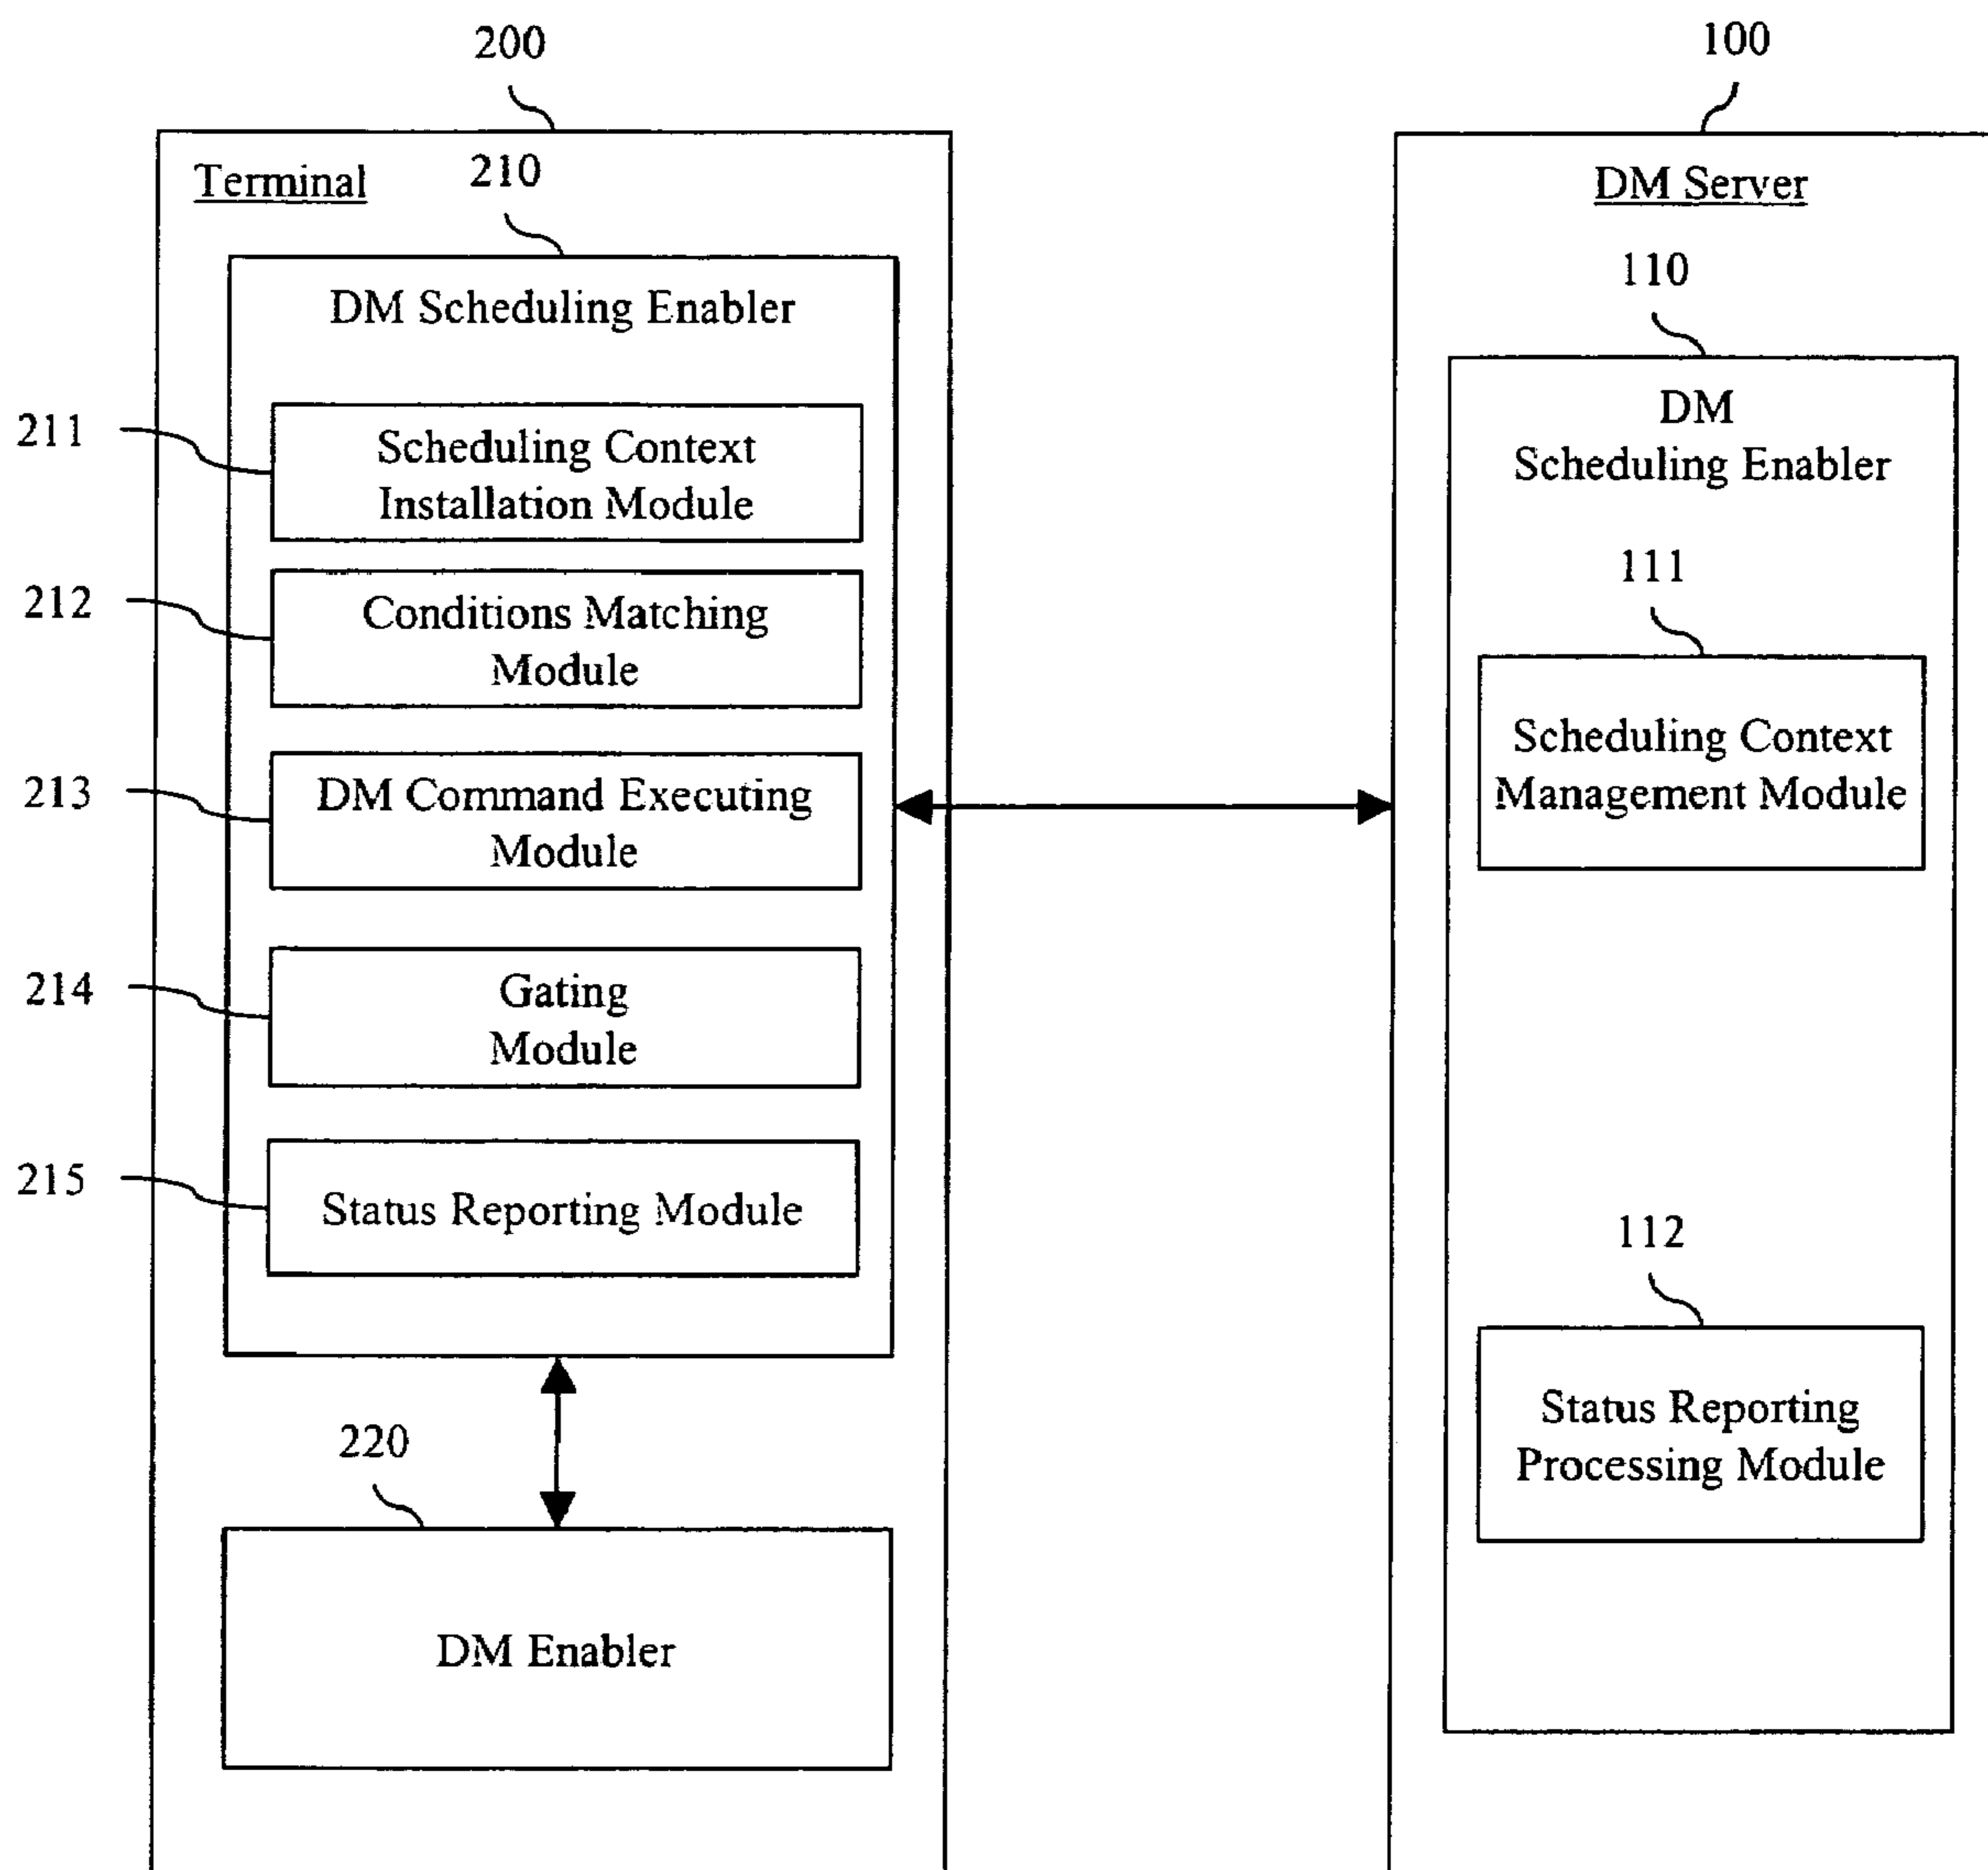 200
Terminal
210
DM Scheduling Enabler
211
Scheduling Context
Installation Module
212
Conditions Matching
Module
213
DM Command Executing
Module
214
Gating
Module
215
Status Reporting Module
220
DM Enabler
100
DM Server
110
DM
Scheduling Enabler
111
Scheduling Context
Management Module
112
Status Reporting
Processing Module